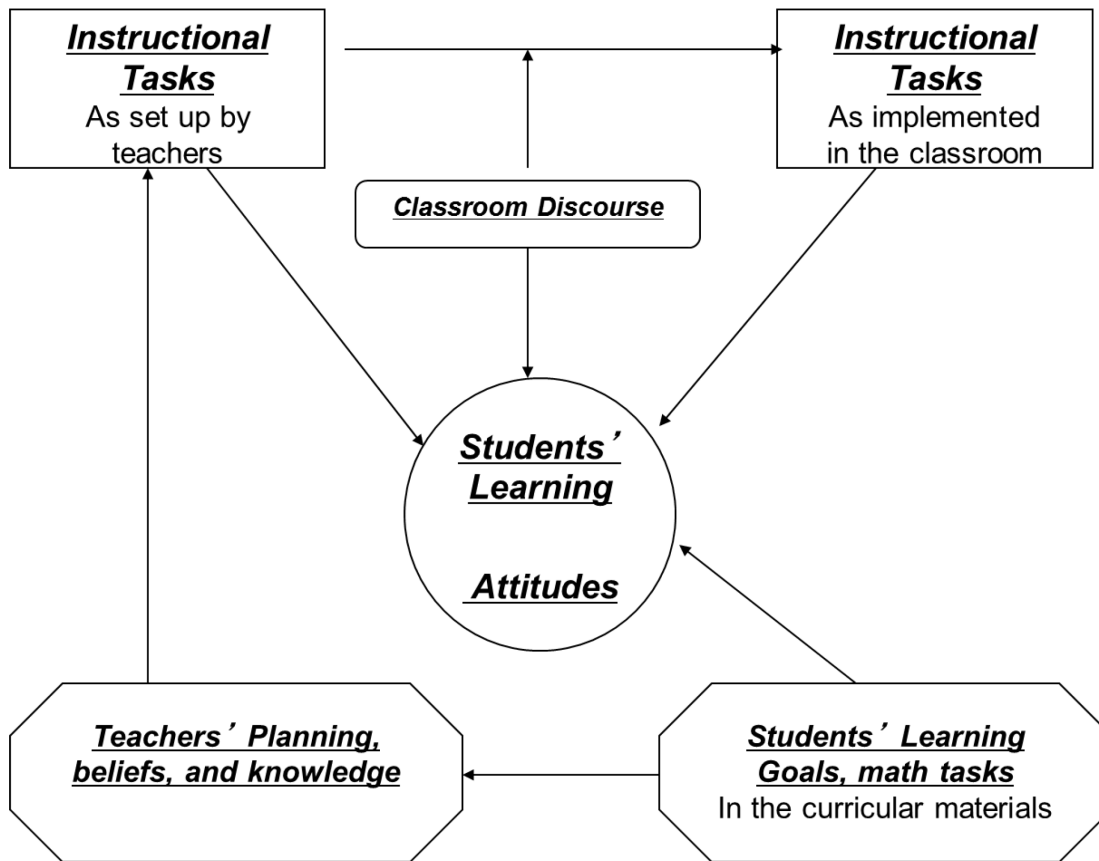 Instructional
Tasks
As set up by
teachers
Instructional
Tasks
As implemented
in the classroom
Classroom Discourse
Students’
Learning
Attitudes
Teachers’ Planning,
beliefs, and knowledge
Students’ Learning
Goals, math tasks
In the curricular materials